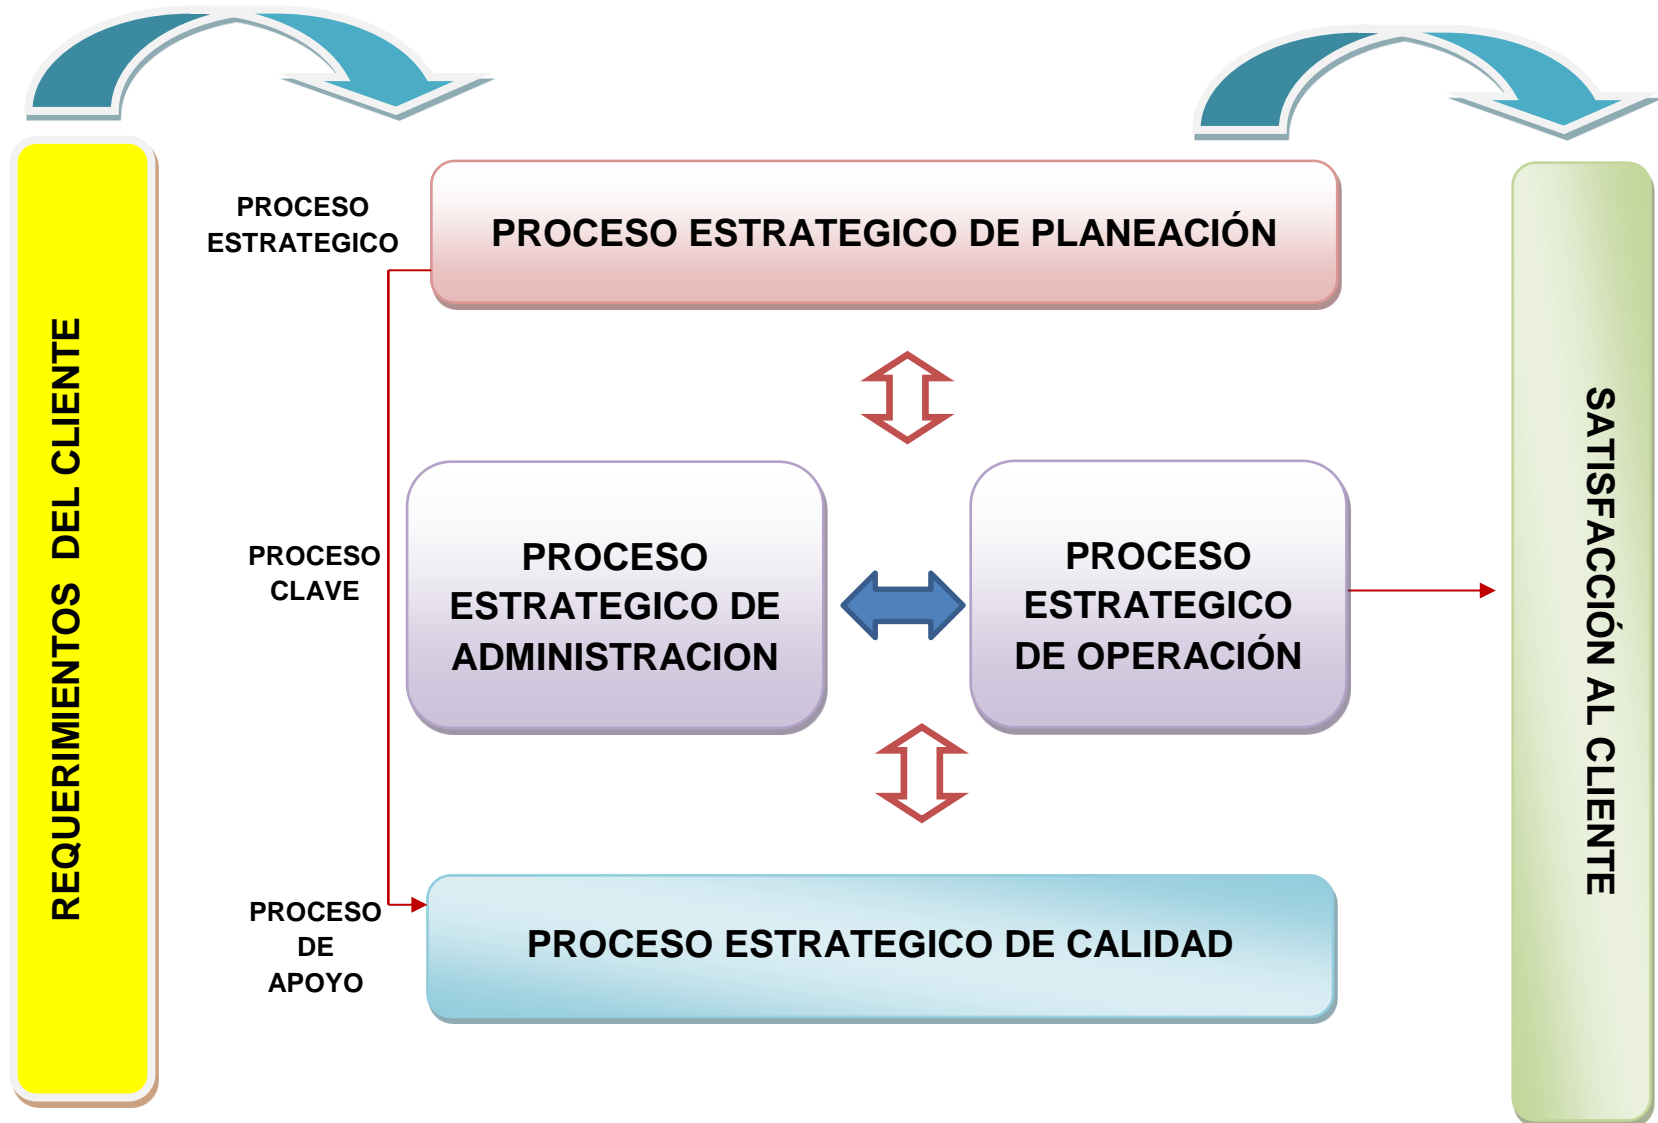 REQUERIMIENTOS DEL CLIENTE
PROCESO
ESTRATEGICO
PROCESO ESTRATEGICO DE PLANEACIÓN
PROCESO
CLAVE
PROCESO
ESTRATEGICO DE
ADMINISTRACION
PROCESO
ESTRATEGICO
DE OPERACIÓN
PROCESO
DE
APOYO
PROCESO ESTRATEGICO DE CALIDAD
SATISFACCIÓN AL CLIENTE